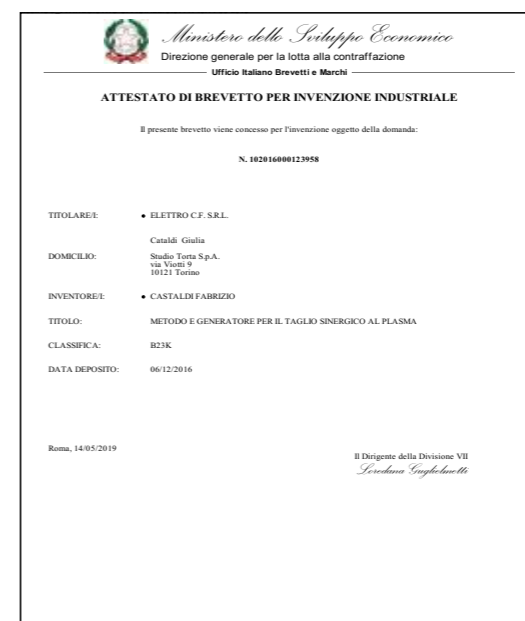 Ministero dello Sviluppo Economico
Direzione generale per la lotta alla contraffazione
Ufficio Italiano Brevetti e Marchi
ATTESTATO DI BREVETTO PER INVENZIONE INDUSTRIALE
Il presente brevetto viene concesso per l'invenzione oggetto della domanda:
N. 102016000123958
TITOLARE/I: • ELETTRO C.F. S.R.L.
Cataldi Giulia
DOMICILIO: Studio Torta S.p.A.
via Viotti 9
10121 Torino
INVENTORE/I: • CASTALDI FABRIZIO
TITOLO: METODO E GENERATORE PER IL TAGLIO SINERGICO AL PLASMA
CLASSIFICA: B23K
DATA DEPOSITO: 06/12/2016
Roma, 14/05/2019
Il Dirigente della Divisione VII
Loredana Guglielmetti